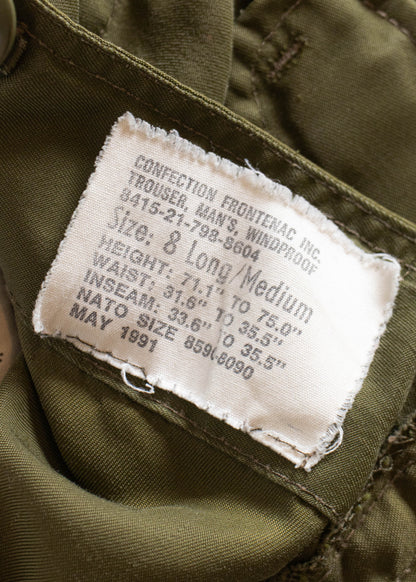 CONFECTION FRONTENAC INC.
TROUSER, MAN'S, WINDPROOF
8415-21-798-8604
Size: 8 Long/Medium
HEIGHT: 71.1" TO 75.0"
WAIST: 31.6" TO 35.5"
INSEAM: 33.6" TO 35.5"
NATO SIZE 8590-8090
MAY 1991